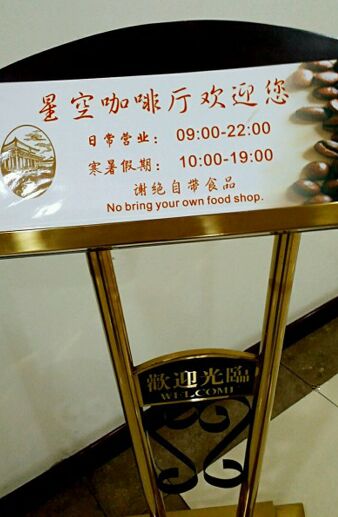 星空咖啡厅欢迎您
日常营业： 09:00-22:00
寒暑假期： 10:00-19:00
谢绝自带食品
No bring your own food shop.
歡迎光臨
WELCOME